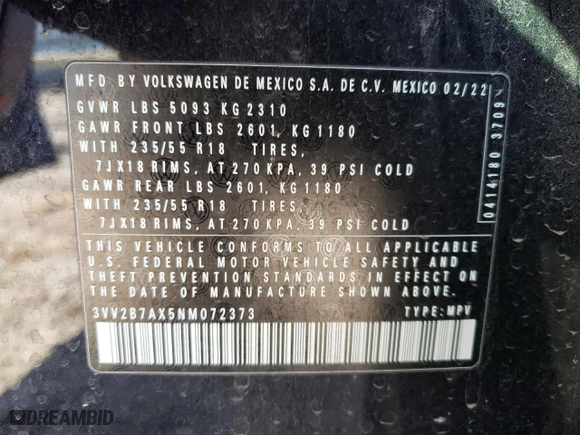 MFD BY VOLKSWAGEN DE MEXICO S.A. DE C.V. MEXICO 02/22
GVWR LBS 5093 KG 2310
GAWR FRONT LBS 2601, KG 1180
WITH 235/55 R18 TIRES,
7JX18 RIMS, AT 270 KPA, 39 PSI COLD
GAWR REAR LBS 2601, KG 1180
WITH 235/55 R18 TIRES,
7JX18 RIMS, AT 270 KPA, 39 PSI COLD
THIS VEHICLE CONFORMS TO ALL APPLICABLE
U.S. FEDERAL MOTOR VEHICLE SAFETY AND
THEFT PREVENTION STANDARDS IN EFFECT ON
THE DATE OF MANUFACTURE SHOWN ABOVE
3VV2B7AX5NM072373 TYPE: MPV
0414180 3709
DREAMBID